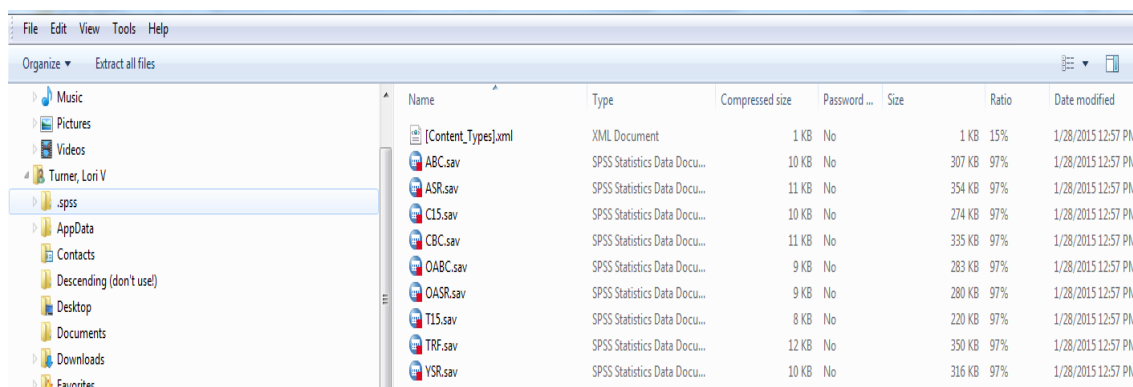 File Edit View Tools Help
Organize Extract all files
Music
Pictures
Videos
Turner, Lori V
.spss
AppData
Contacts
Descending (don't use!)
Desktop
Documents
Downloads
Favorites
Name Type Compressed size Password ... Size Ratio Date modified
[Content_Types].xml XML Document 1 KB No 1 KB 15% 1/28/2015 12:57 PM
ABC.sav SPSS Statistics Data Docu... 10 KB No 307 KB 97% 1/28/2015 12:57 PM
ASR.sav SPSS Statistics Data Docu... 11 KB No 354 KB 97% 1/28/2015 12:57 PM
C15.sav SPSS Statistics Data Docu... 10 KB No 274 KB 97% 1/28/2015 12:57 PM
CBC.sav SPSS Statistics Data Docu... 11 KB No 335 KB 97% 1/28/2015 12:57 PM
OABC.sav SPSS Statistics Data Docu... 9 KB No 283 KB 97% 1/28/2015 12:57 PM
OASR.sav SPSS Statistics Data Docu... 9 KB No 280 KB 97% 1/28/2015 12:57 PM
T15.sav SPSS Statistics Data Docu... 8 KB No 220 KB 97% 1/28/2015 12:57 PM
TRF.sav SPSS Statistics Data Docu... 12 KB No 350 KB 97% 1/28/2015 12:57 PM
YSR.sav SPSS Statistics Data Docu... 10 KB No 316 KB 97% 1/28/2015 12:57 PM